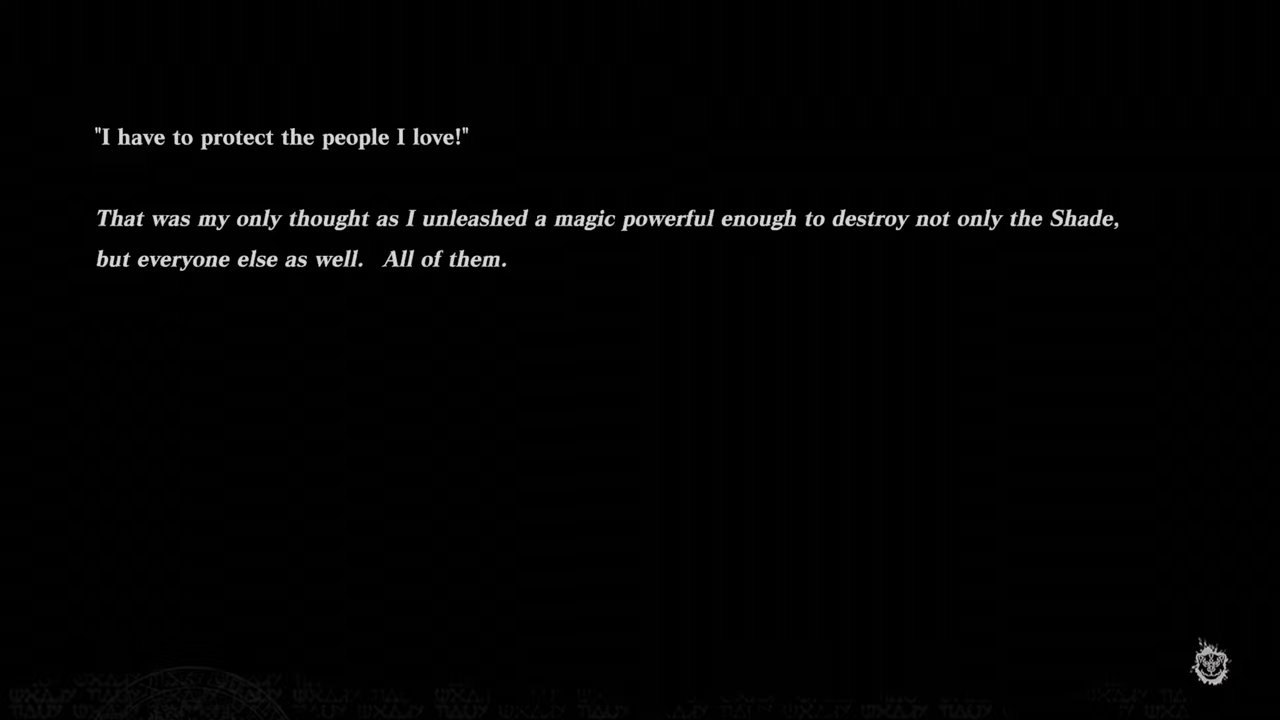 "I have to protect the people I love!"
That was my only thought as I unleashed a magic powerful enough to destroy not only the Shade,
but everyone else as well.   All of them.